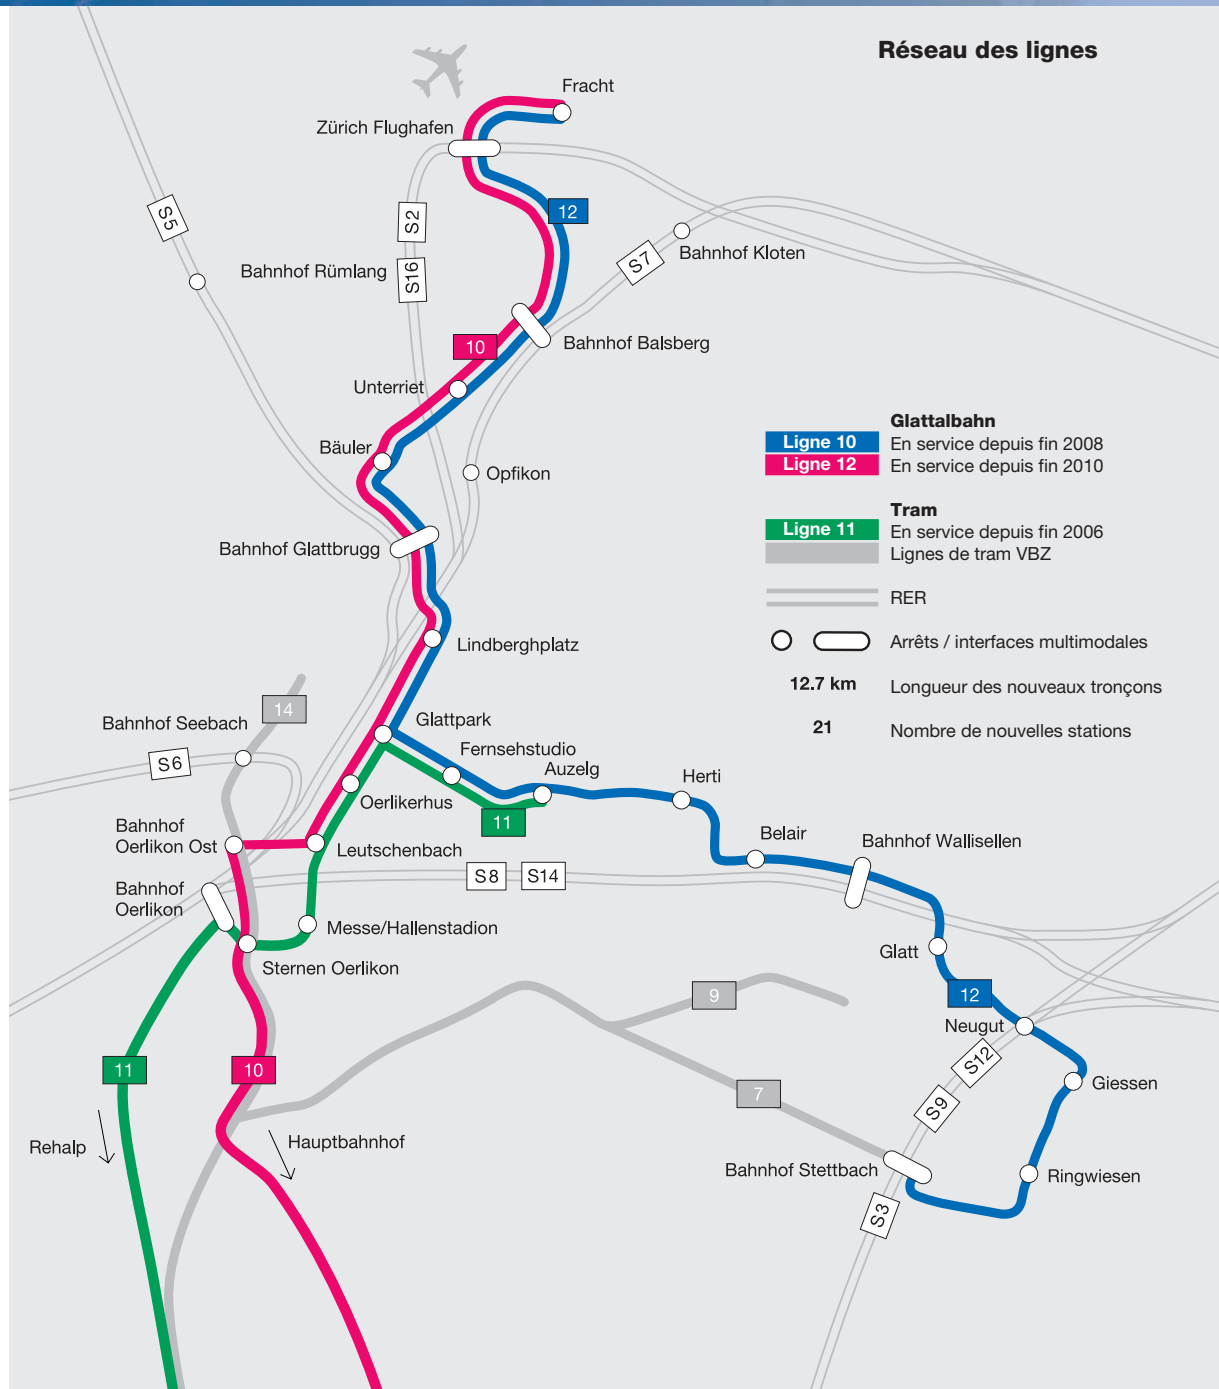 Réseau des lignes
Fracht
Zürich Flughafen
12
S5
S2
Bahnhof Kloten
S7
Bahnhof Rümlang
S16
10
Bahnhof Balsberg
Unterriet
Bäuler
Opfikon
Bahnhof Glattbrugg
Lindberghplatz
Glattalbahn
Ligne 10 En service depuis fin 2008
Ligne 12 En service depuis fin 2010
Tram
Ligne 11 En service depuis fin 2006
Lignes de tram VBZ
RER
Arrêts / interfaces multimodales
12.7 km Longueur des nouveaux tronçons
21 Nombre de nouvelles stations
14
Bahnhof Seebach
S6
Glattpark
Fernsehstudio
Auzelg
Herti
Oerlikerhus
11
Bahnhof
Oerlikon Ost
Leutschenbach
Belair
Bahnhof Wallisellen
S8
S14
Bahnhof
Oerlikon
Messe/Hallenstadion
Sternen Oerlikon
Glatt
9
12
Neugut
S12
11
10
7
S9
Giessen
Rehalp
Hauptbahnhof
Bahnhof Stettbach
Ringwiesen
S3